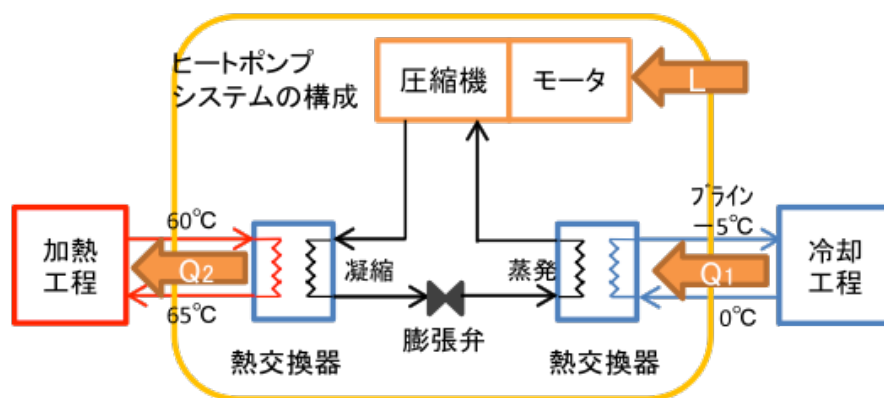 ヒートポンプ
システムの構成
圧縮機
モータ
L
ブライン
-5℃
60℃
加熱
工程
Q2
凝縮
蒸発
Q1
冷却
工程
65℃
0℃
膨張弁
熱交換器
熱交換器